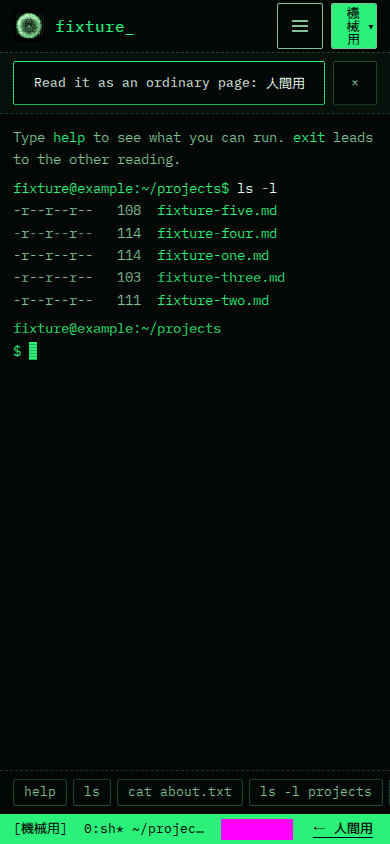 fixture_
機械用 ▾
Read it as an ordinary page: 人間用
×
Type help to see what you can run. exit leads
to the other reading.
fixture@example:~/projects$ ls -l
-r--r--r-- 108 fixture-five.md
-r--r--r-- 114 fixture-four.md
-r--r--r-- 114 fixture-one.md
-r--r--r-- 103 fixture-three.md
-r--r--r-- 111 fixture-two.md
fixture@example:~/projects
$
help ls cat about.txt ls -l projects
[機械用] 0:sh* ~/projec… ← 人間用